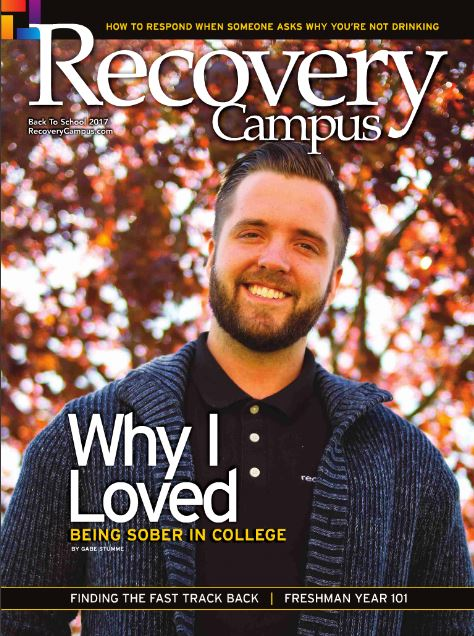 HOW TO RESPOND WHEN SOMEONE ASKS WHY YOU'RE NOT DRINKING
Recovery
Campus
Back To School 2017
RecoveryCampus.com
Why I
Loved
BEING SOBER IN COLLEGE
BY GABE STUMME
rec
FINDING THE FAST TRACK BACK | FRESHMAN YEAR 101